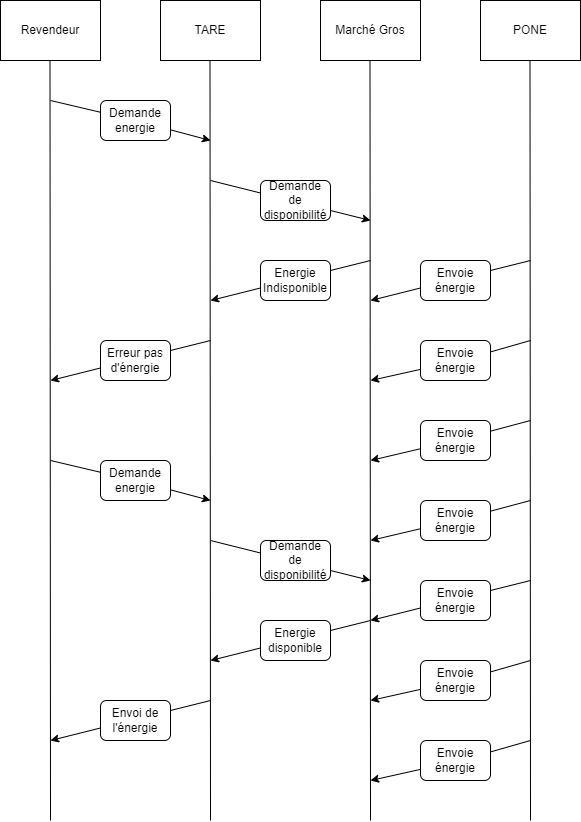 Revendeur
TARE
Marché Gros
PONE
Demande
energie
Demande
de
disponibilité
Energie
Indisponible
Envoie
énergie
Erreur pas
d'énergie
Envoie
énergie
Envoie
énergie
Demande
energie
Envoie
énergie
Demande
de
disponibilité
Envoie
énergie
Energie
disponible
Envoie
énergie
Envoi de
l'énergie
Envoie
énergie